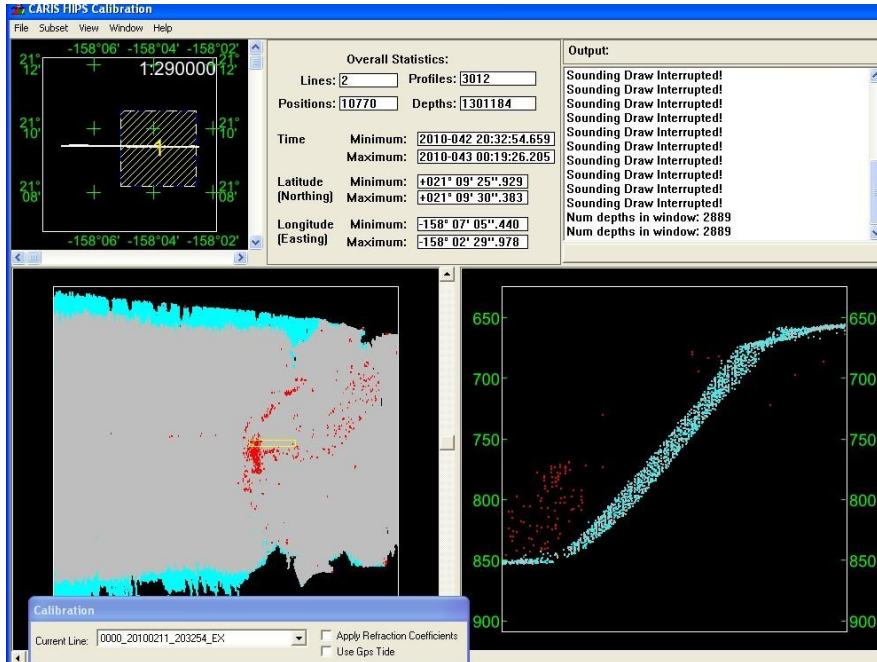 CARIS HIPS Calibration
File Subset View Window Help
-158°06' -158°04' -158°02'
21° 12' 1:290000 21° 12'
21° 10' 1 21° 10'
21° 08' 21° 08'
-158°06' -158°04' -158°02'
Overall Statistics:
Lines: 2 Profiles: 3012
Positions: 10770 Depths: 1301184
Time Minimum: 2010-042 20:32:54.659
Maximum: 2010-043 00:19:26.205
Latitude Minimum: +021° 09' 25".929
(Northing) Maximum: +021° 09' 30".383
Longitude Minimum: -158° 07' 05".440
(Easting) Maximum: -158° 02' 29".978
Output:
Sounding Draw Interrupted!
Sounding Draw Interrupted!
Sounding Draw Interrupted!
Sounding Draw Interrupted!
Sounding Draw Interrupted!
Sounding Draw Interrupted!
Sounding Draw Interrupted!
Sounding Draw Interrupted!
Sounding Draw Interrupted!
Sounding Draw Interrupted!
Num depths in window: 2889
Num depths in window: 2889
650 650
700 700
750 750
800 800
850 850
900 900
Calibration
Current Line: 0000_20100211_203254_EX
Apply Refraction Coefficients
Use Gps Tide